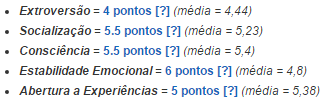 • Extroversão = 4 pontos [?] (média = 4,44)
• Socialização = 5.5 pontos [?] (média = 5,23)
• Consciência = 5.5 pontos [?] (média = 5,4)
• Estabilidade Emocional = 6 pontos [?] (média = 4,8)
• Abertura a Experiências = 5 pontos [?] (média = 5,38)